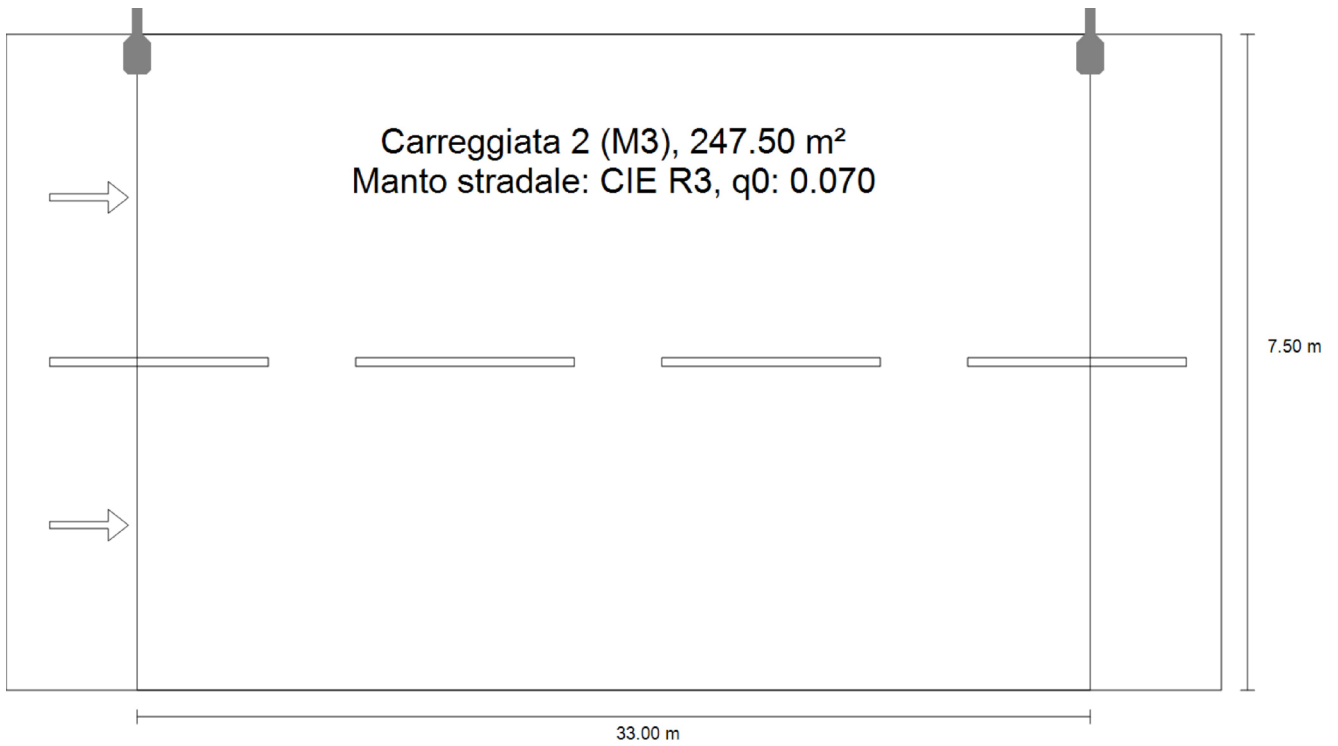 Carreggiata 2 (M3), 247.50 m²
Manto stradale: CIE R3, q0: 0.070
7.50 m
33.00 m